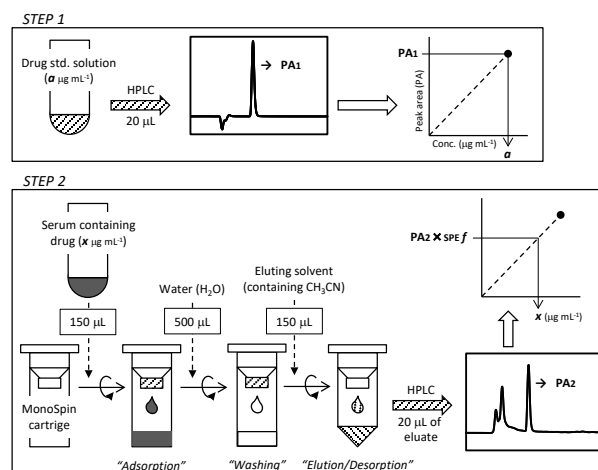 STEP 1
Drug std. solution
(a µg mL-1)
HPLC
20 µL
PA1
PA1
Peak area (PA)
Conc. (µg mL-1)
a
STEP 2
Serum containing
drug (x µg mL-1)
150 µL
Water (H2O)
500 µL
Eluting solvent
(containing CH3CN)
150 µL
PA2 × SPE f
x (µg mL-1)
MonoSpin
cartrige
HPLC
20 µL of
eluate
PA2
"Adsorption"
"Washing"
"Elution/Desorption"